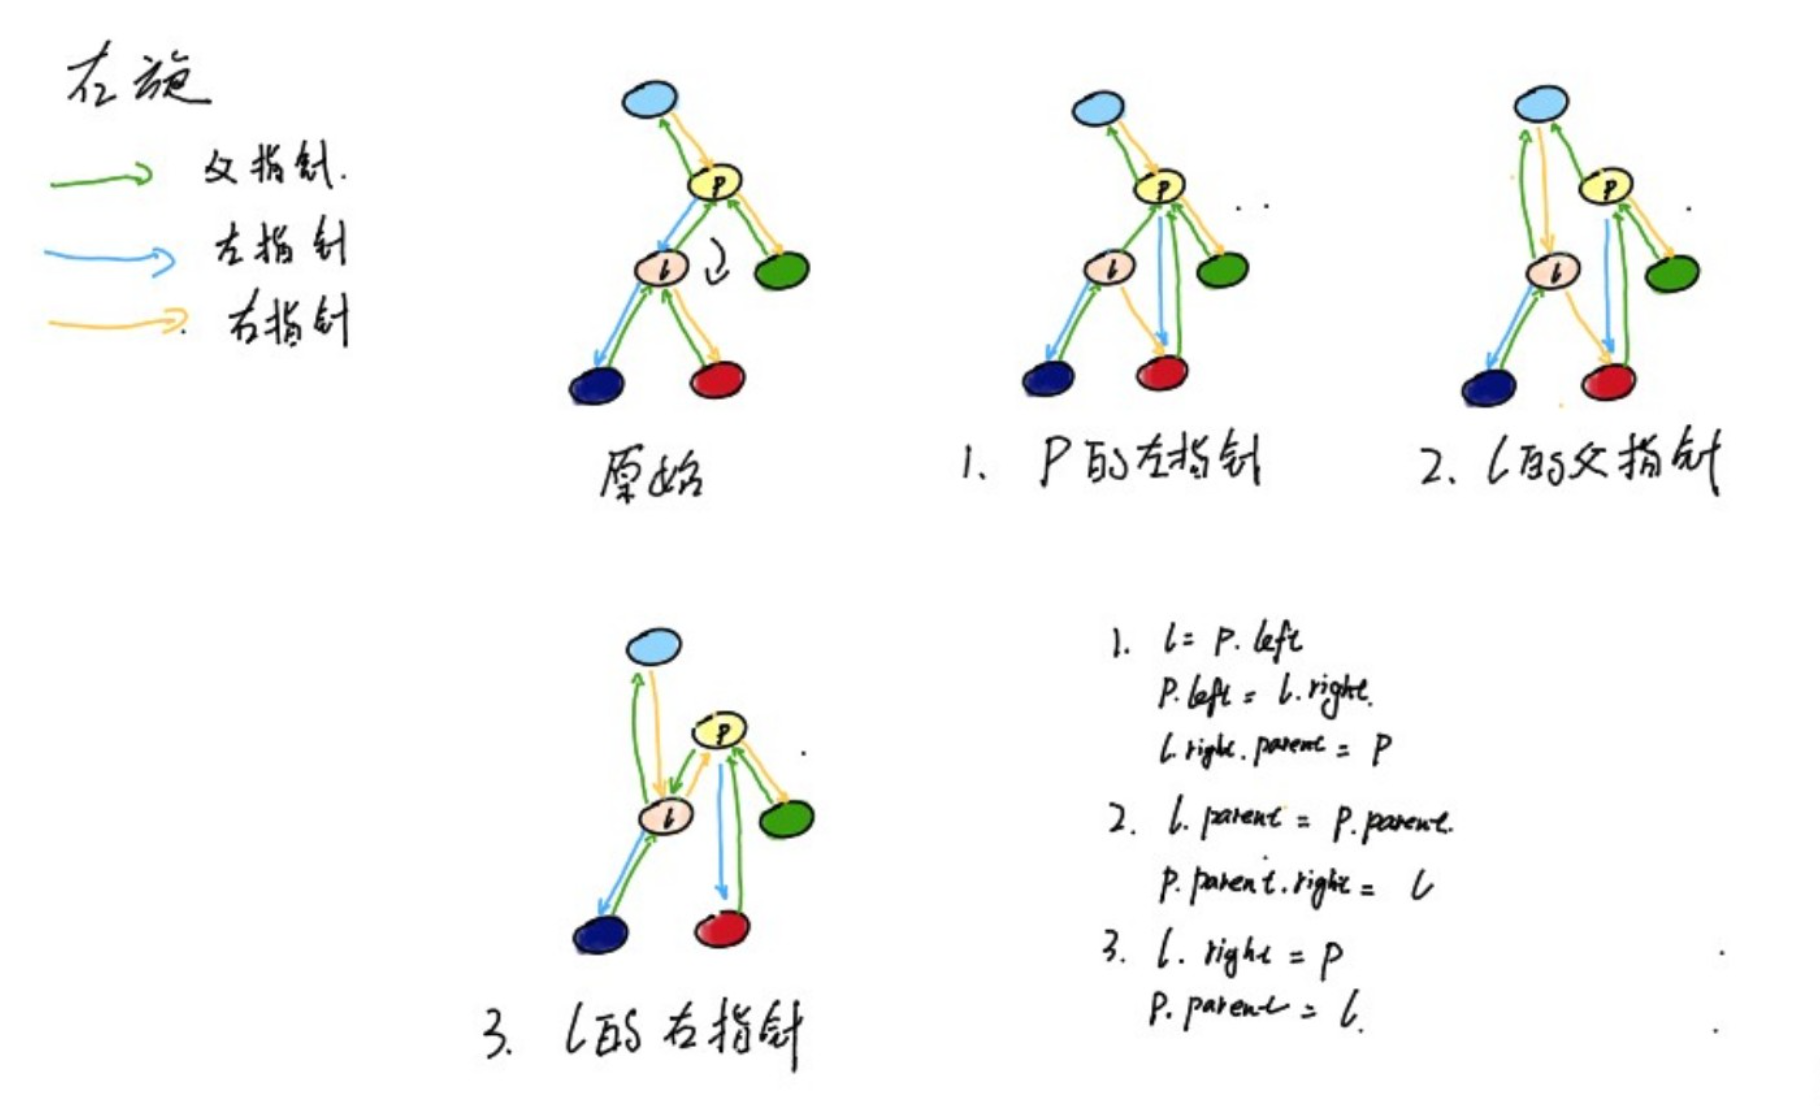 右旋
父指针.
左指针
右指针
P
l
原始
P
l
1. P的左指针
P
l
2. l的父指针
P
l
3. l的右指针
1. l = P.left
P.left = l.right.
l.right.parent = P
2. l.parent = P.parent.
P.parent.right = l
3. l.right = P
P.parent = l.